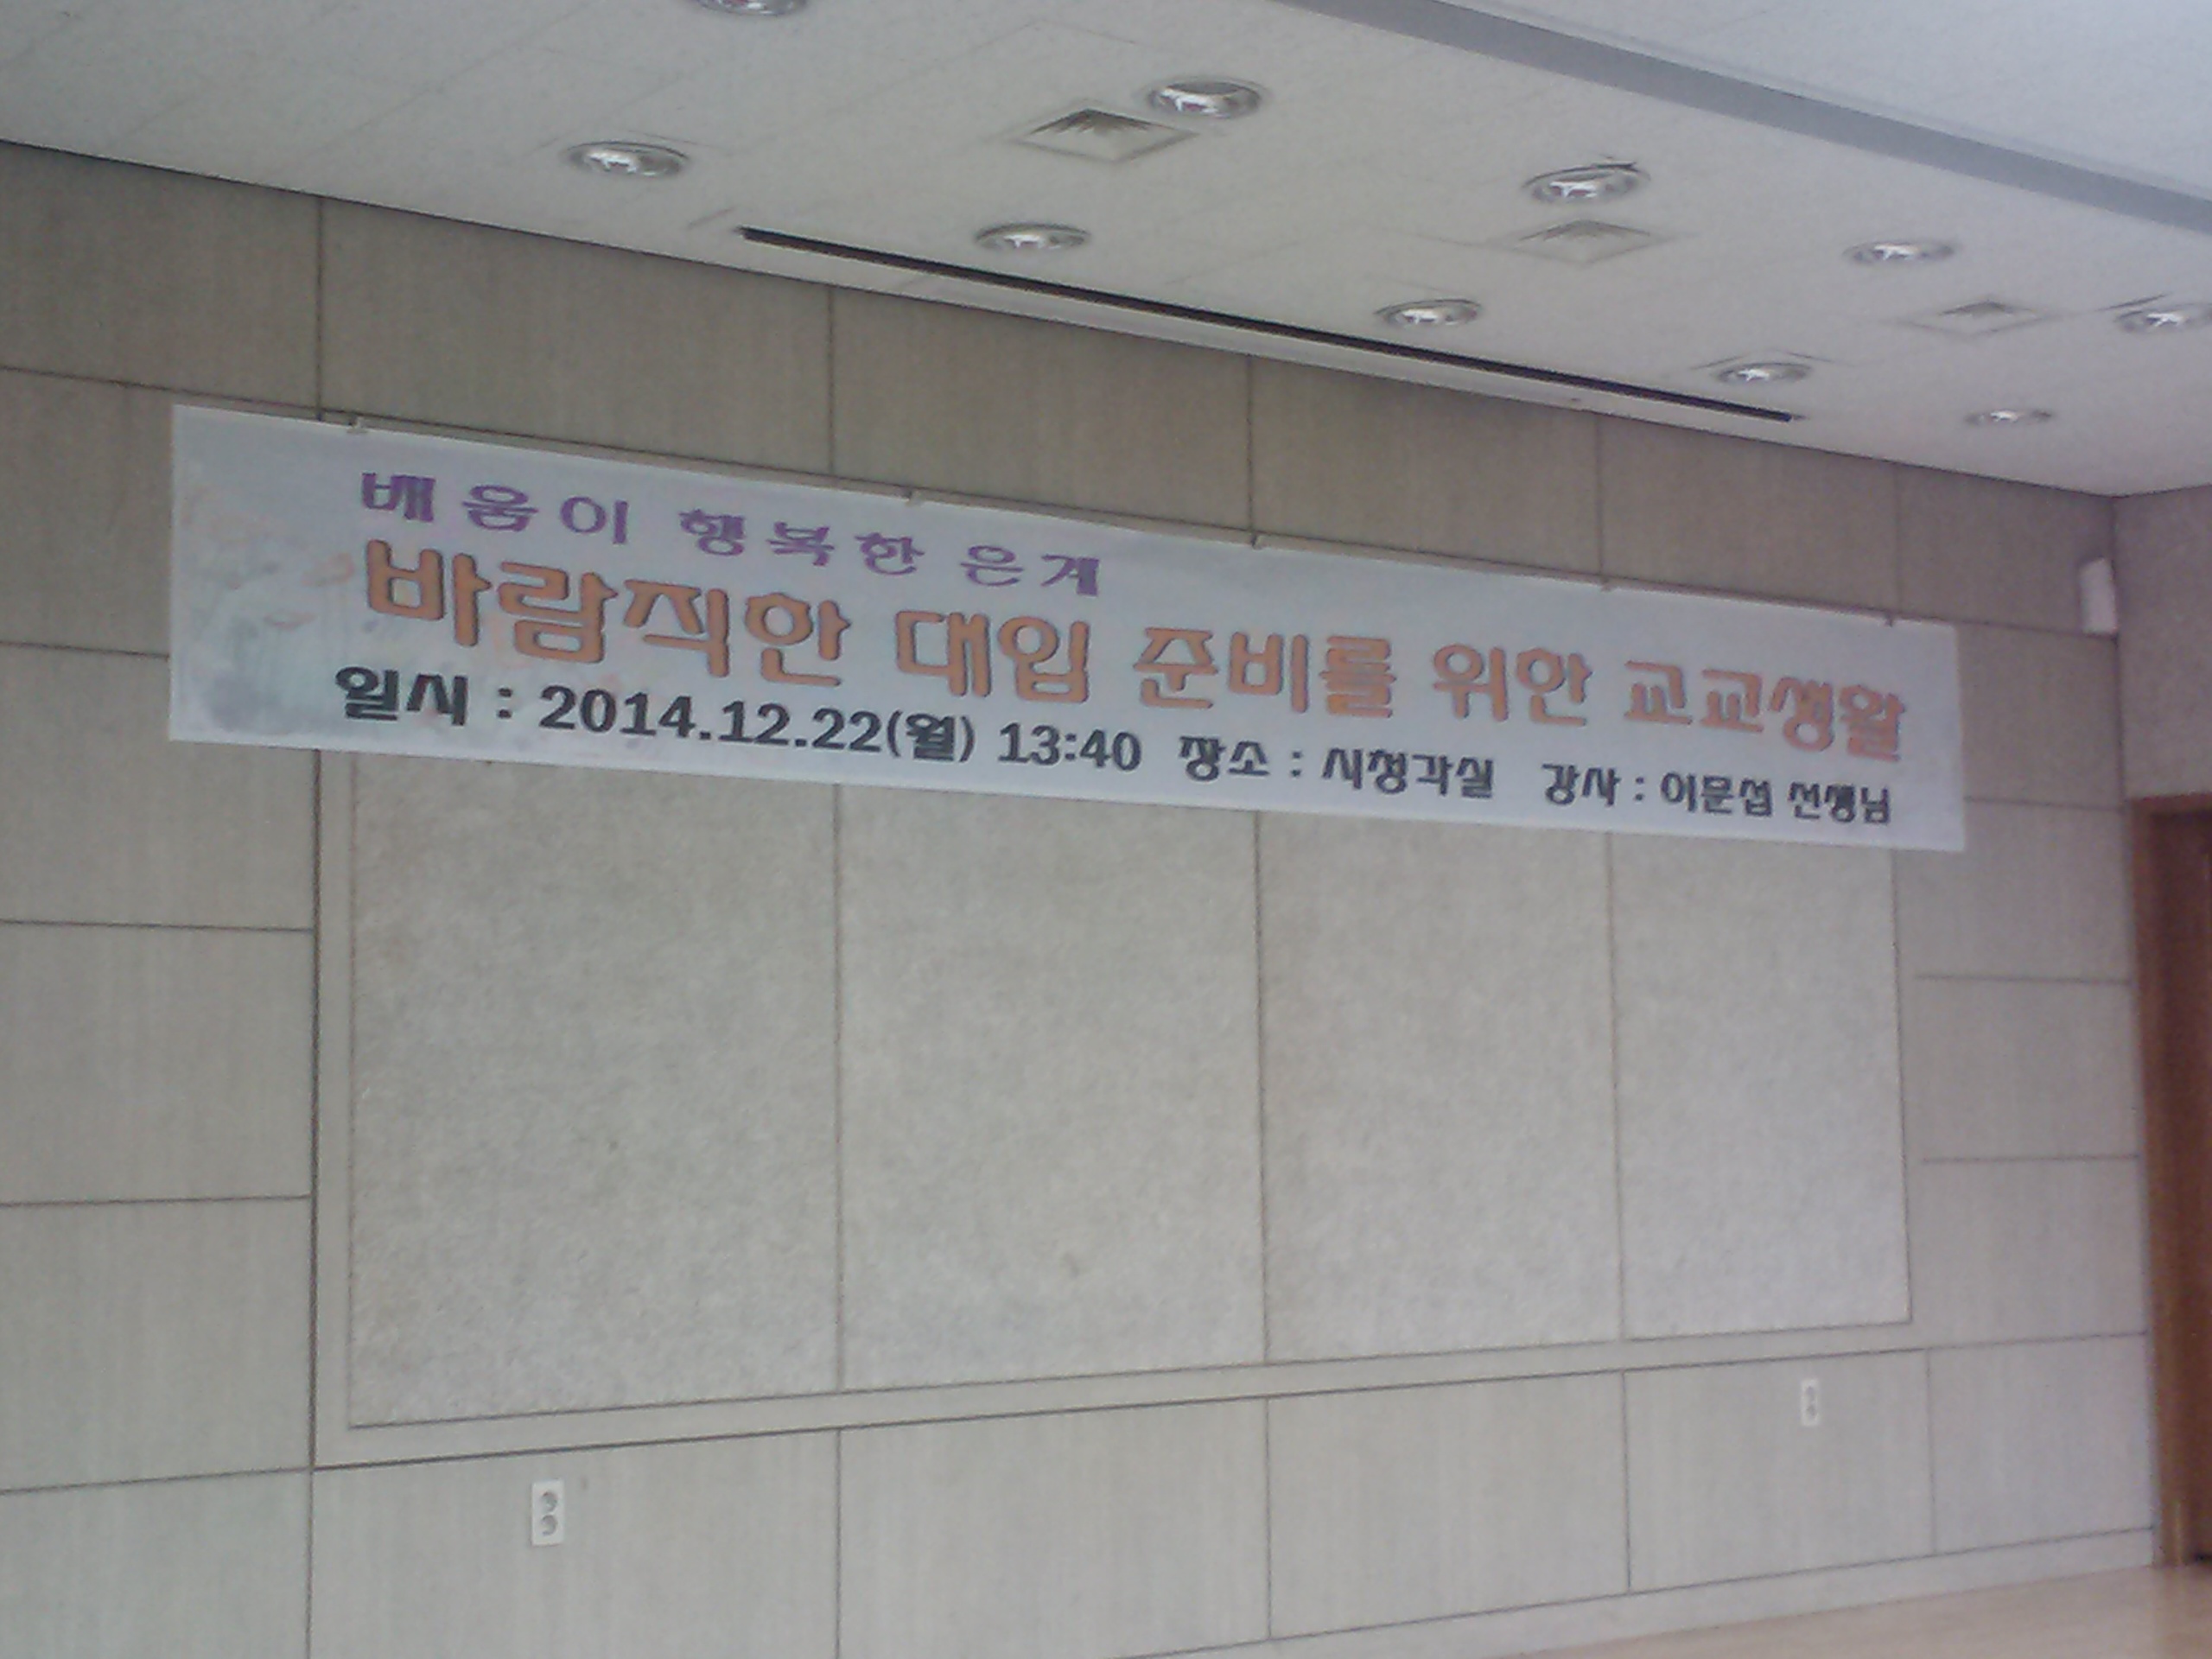 배움이 행복한 은계
바람직한 대입 준비를 위한 교교생활
일시 : 2014.12.22(월) 13:40 장소 : 시청각실 강사 : 이문섭 선생님